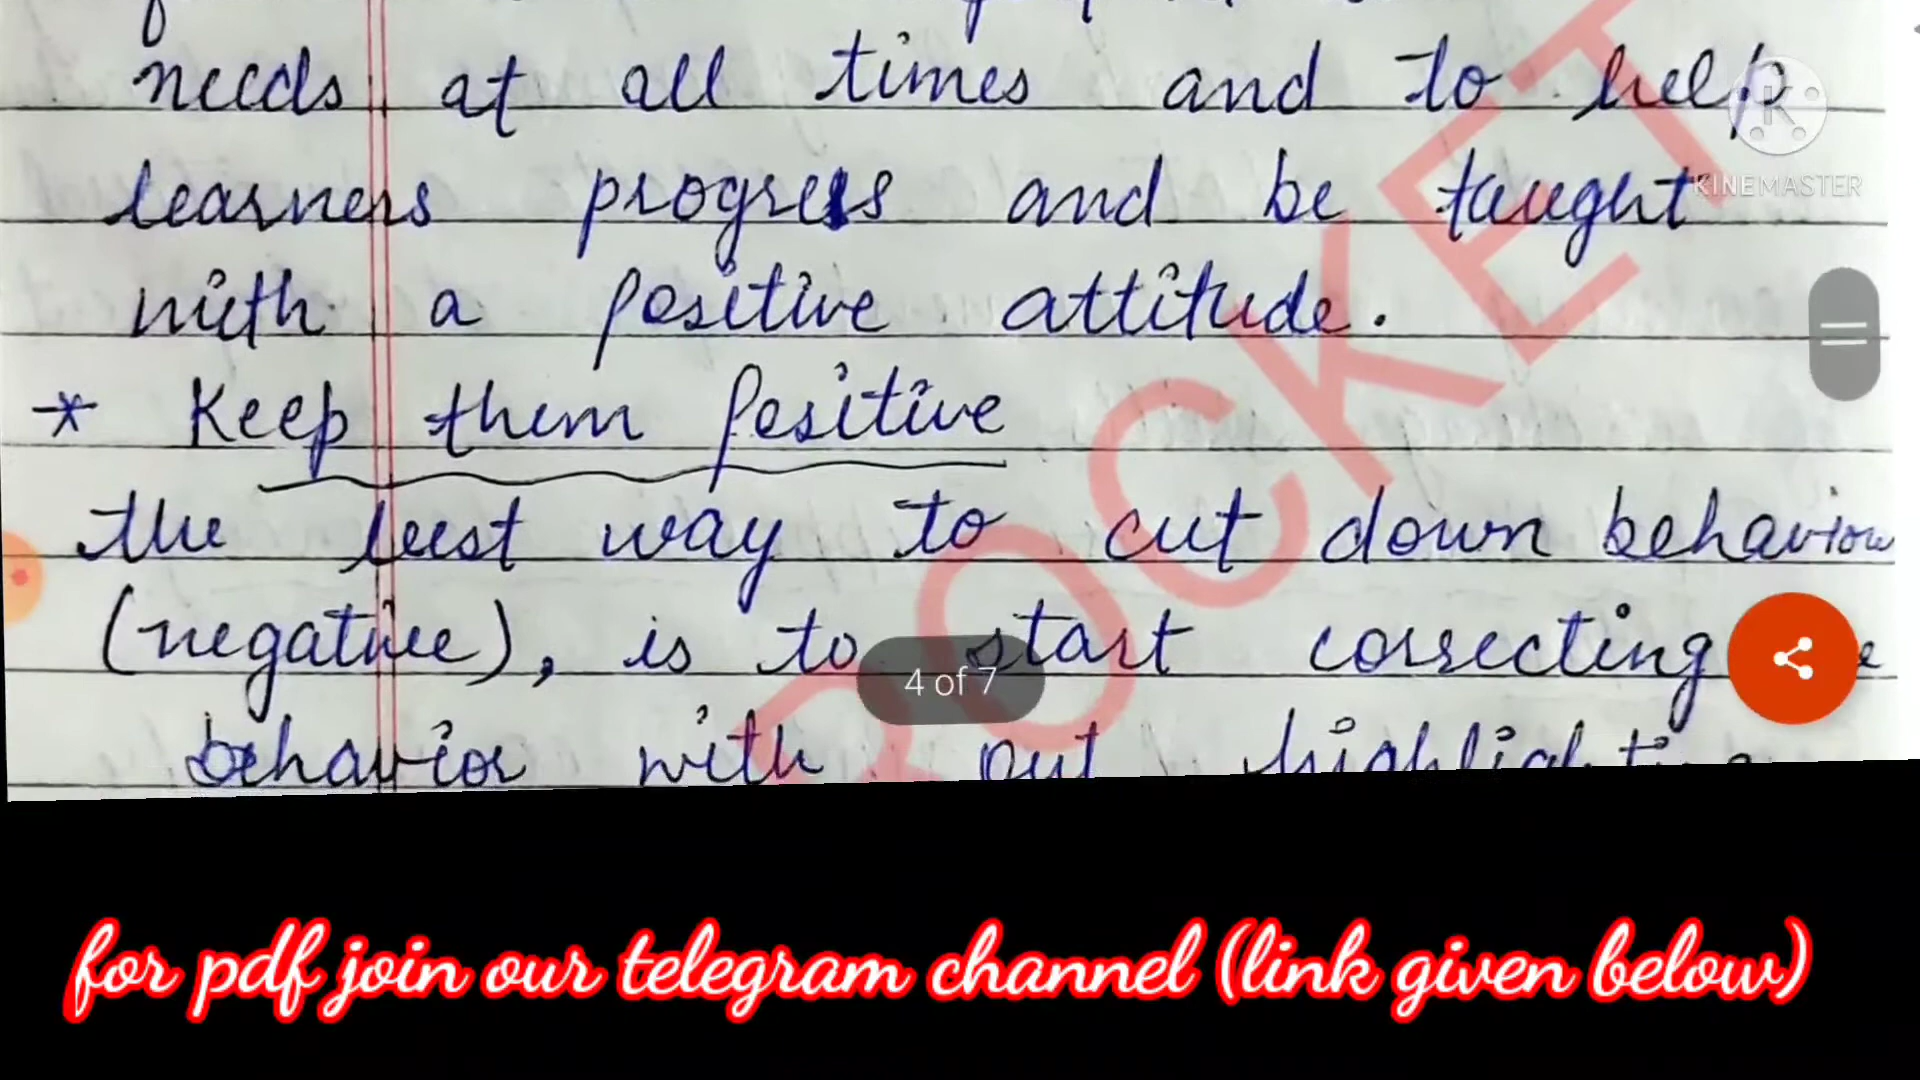 needs at all times and to help
learners progress and be taught
with a positive attitude.
* Keep them Positive
the best way to cut down behaviour
(negative), is to start correcting
behavior with out highlighting
POCKET
KINEMASTER
4 of 7
for pdf join our telegram channel (link given below)